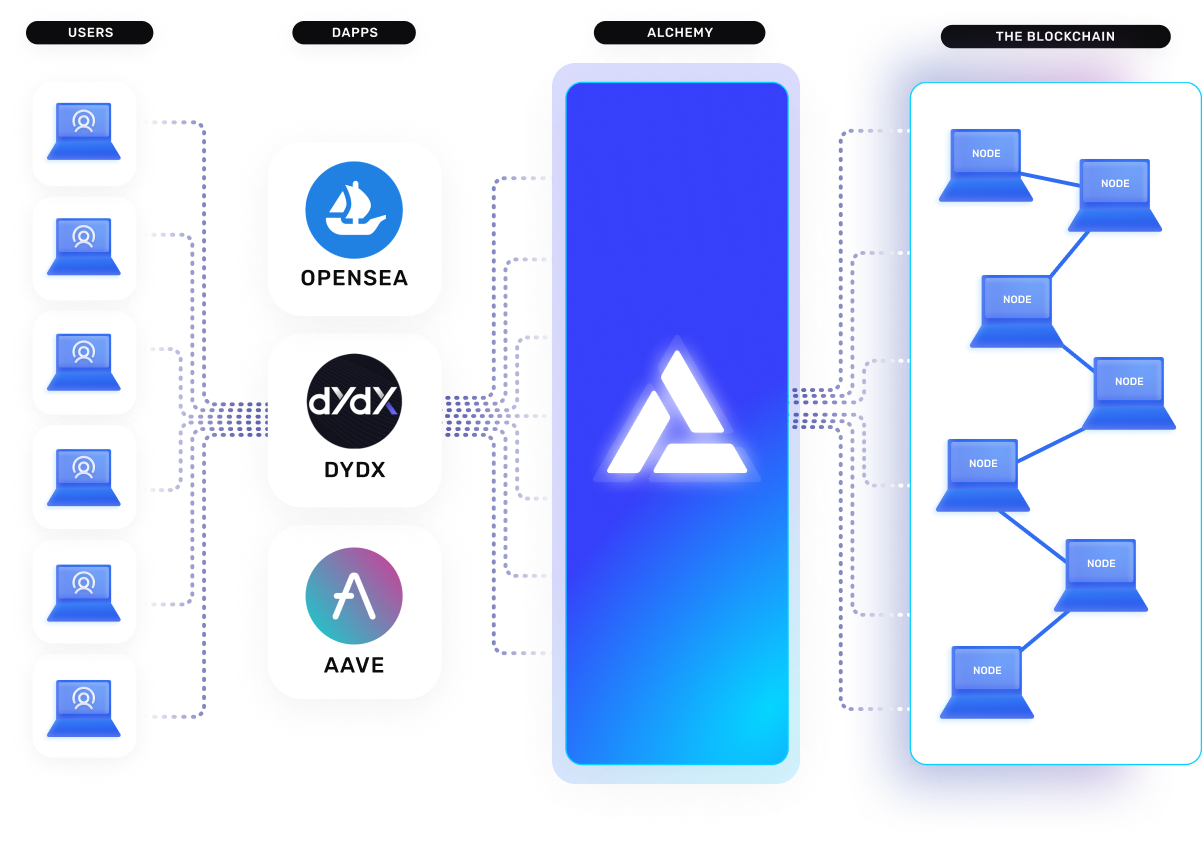 USERS
DAPPS
ALCHEMY
THE BLOCKCHAIN
OPENSEA
dYdX
DYDX
AAVE
NODE
NODE
NODE
NODE
NODE
NODE
NODE